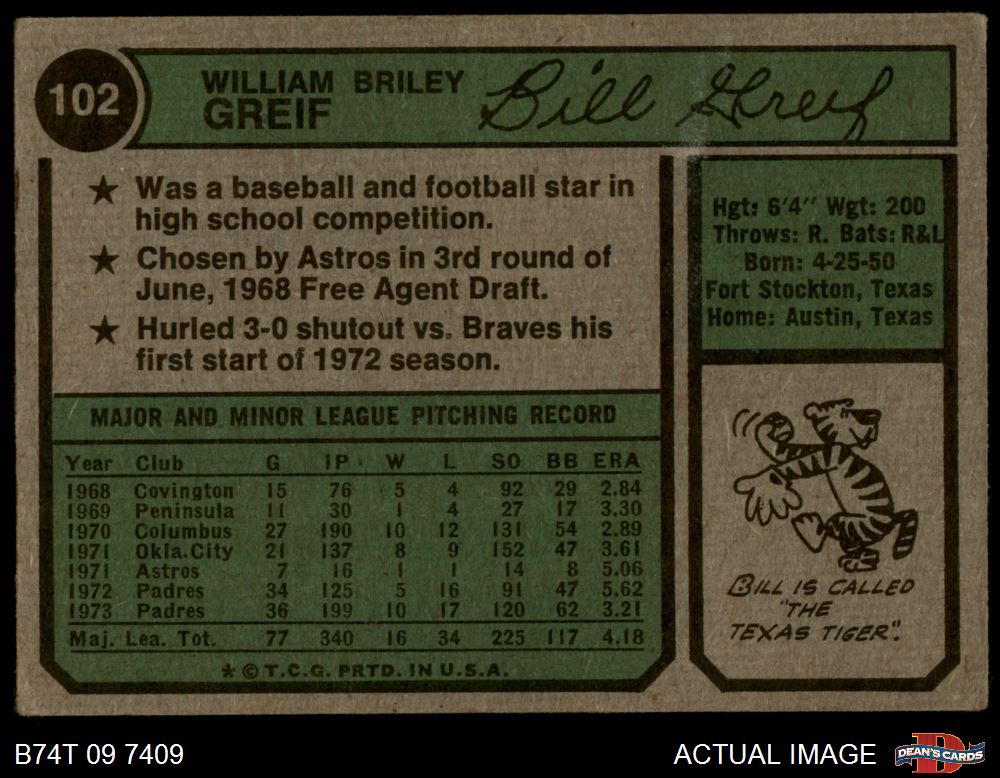 102
WILLIAM BRILEY
GREIF
Bill Greif
★ Was a baseball and football star in
high school competition.
★ Chosen by Astros in 3rd round of
June, 1968 Free Agent Draft.
★ Hurled 3-0 shutout vs. Braves his
first start of 1972 season.
Hgt: 6'4" Wgt: 200
Throws: R. Bats: R&L
Born: 4-25-50
Fort Stockton, Texas
Home: Austin, Texas
MAJOR AND MINOR LEAGUE PITCHING RECORD
Year Club G IP W L SO BB ERA
1968 Covington 15 76 5 4 92 29 2.84
1969 Peninsula 11 30 1 4 27 17 3.30
1970 Columbus 27 190 10 12 131 54 2.89
1971 Okla.City 21 137 8 9 152 47 3.61
1971 Astros 7 16 1 1 14 8 5.06
1972 Padres 34 125 5 16 91 47 5.62
1973 Padres 36 199 10 17 120 62 3.21
Maj. Lea. Tot. 77 340 16 34 225 117 4.18
★ © T.C.G. PRTD. IN U.S.A.
BILL IS CALLED
"THE
TEXAS TIGER".
B74T 09 7409
ACTUAL IMAGE
D
DEAN'S CARDS